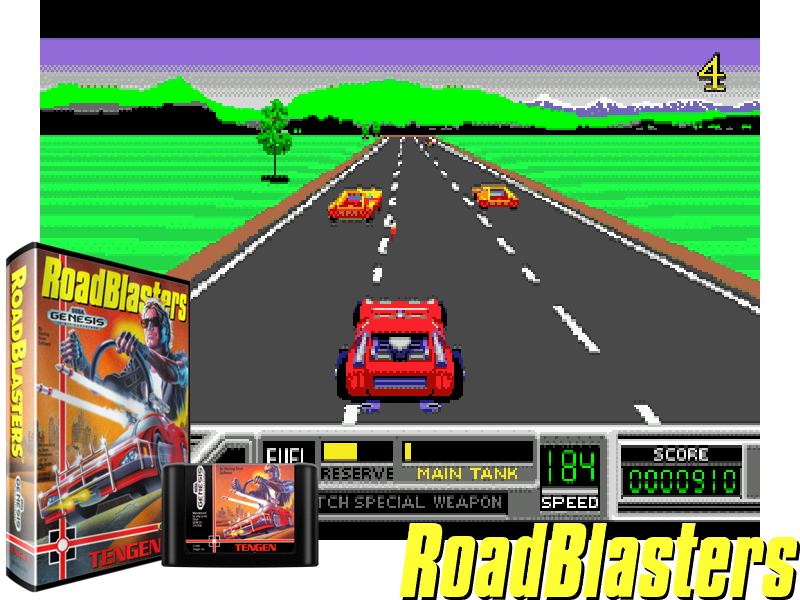 4
RoadBlasters
RoadBlasters
SEGA
GENESIS
FUEL
RESERVE
MAIN TANK
184
SPEED
SCORE
0000910
TCH SPECIAL WEAPON
GENESIS
TENGEN
TENGEN
RoadBlasters